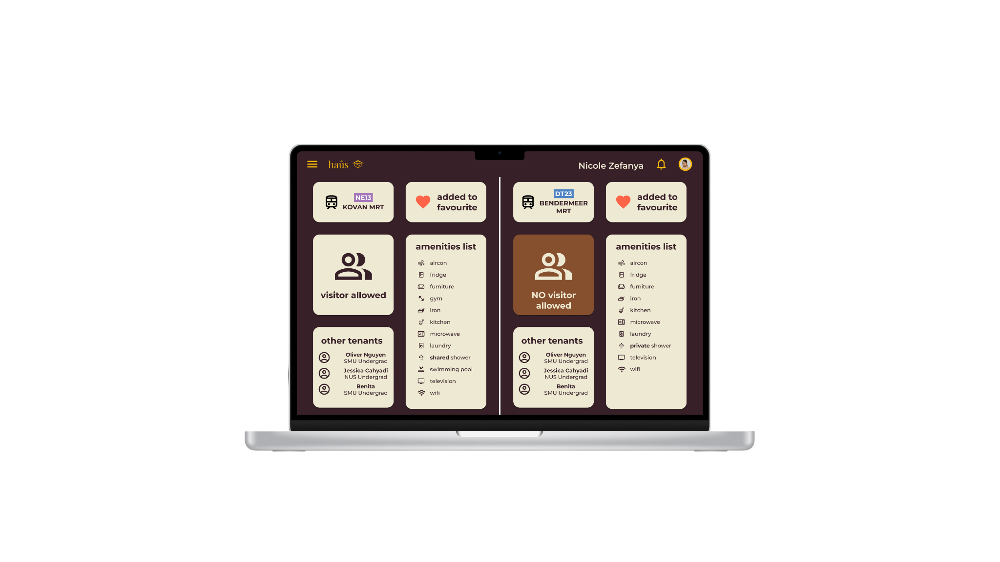 haûs
Nicole Zefanya
NE13
KOVAN MRT
added to
favourite
visitor allowed
other tenants
Oliver Nguyen
SMU Undergrad
Jessica Cahyadi
NUS Undergrad
Benita
SMU Undergrad
amenities list
aircon
fridge
furniture
gym
iron
kitchen
microwave
laundry
shared shower
swimming pool
television
wifi
DT23
BENDERMEER
MRT
added to
favourite
NO visitor
allowed
other tenants
Oliver Nguyen
SMU Undergrad
Jessica Cahyadi
NUS Undergrad
Benita
SMU Undergrad
amenities list
aircon
fridge
furniture
iron
kitchen
microwave
laundry
private shower
television
wifi